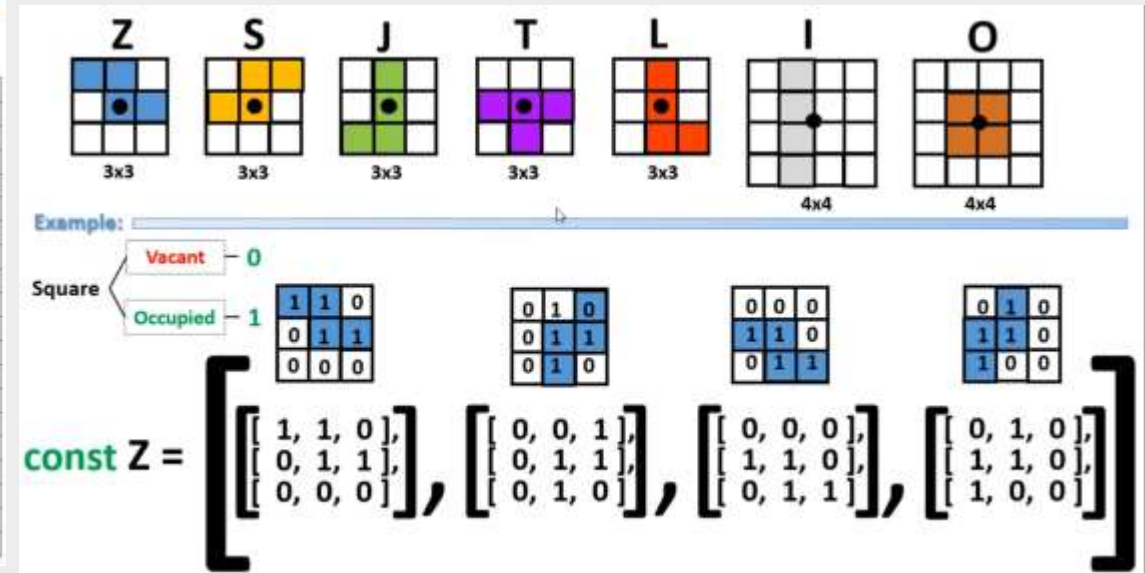 Z S J T L I O
3x3 3x3 3x3 3x3 3x3 4x4 4x4
Example:
Square
Vacant 0
Occupied 1
1 1 0
0 1 1
0 0 0
0 1 0
0 1 1
0 1 0
0 0 0
1 1 0
0 1 1
0 1 0
1 1 0
1 0 0
const Z = [
[[ 1, 1, 0 ],
[ 0, 1, 1 ],
[ 0, 0, 0 ]],
[[ 0, 0, 1 ],
[ 0, 1, 1 ],
[ 0, 1, 0 ]],
[[ 0, 0, 0 ],
[ 1, 1, 0 ],
[ 0, 1, 1 ]],
[[ 0, 1, 0 ],
[ 1, 1, 0 ],
[ 1, 0, 0 ]]
]